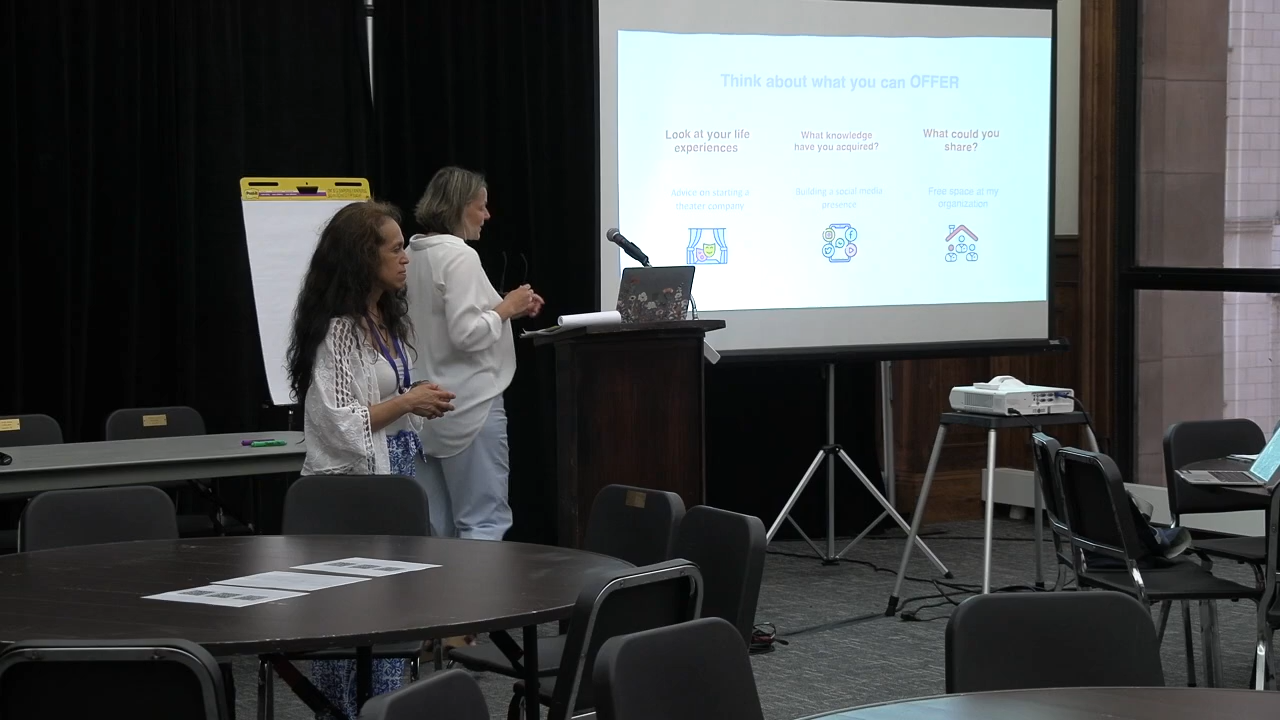 Think about what you can OFFER
Look at your life
experiences
What knowledge
have you acquired?
What could you
share?
Advice on starting a
theater company
Building a social media
presence
Free space at my
organization